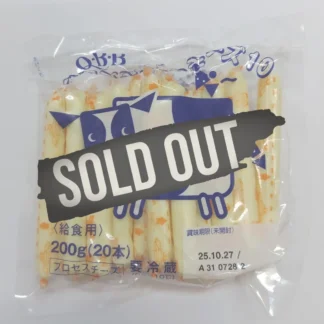 Q·B·B
チーズ10
SOLD OUT
〈給食用〉
200g(20本)
プロセスチーズ 要冷蔵
賞味期限(未開封)
25.10.27 /
A 31 0728 2